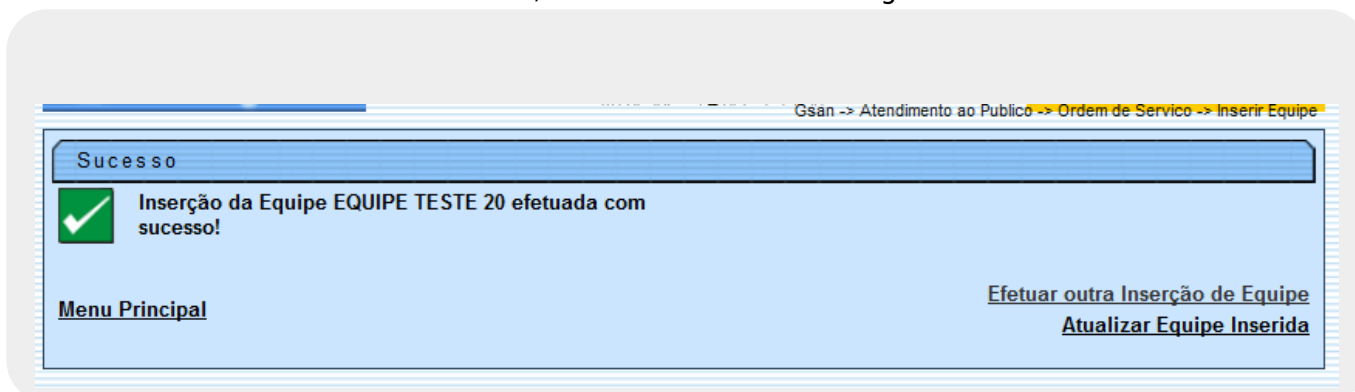 Gsan -> Atendimento ao Publico -> Ordem de Servico -> Inserir Equipe
Sucesso
Inserção da Equipe EQUIPE TESTE 20 efetuada com
sucesso!
Efetuar outra Inserção de Equipe
Menu Principal
Atualizar Equipe Inserida